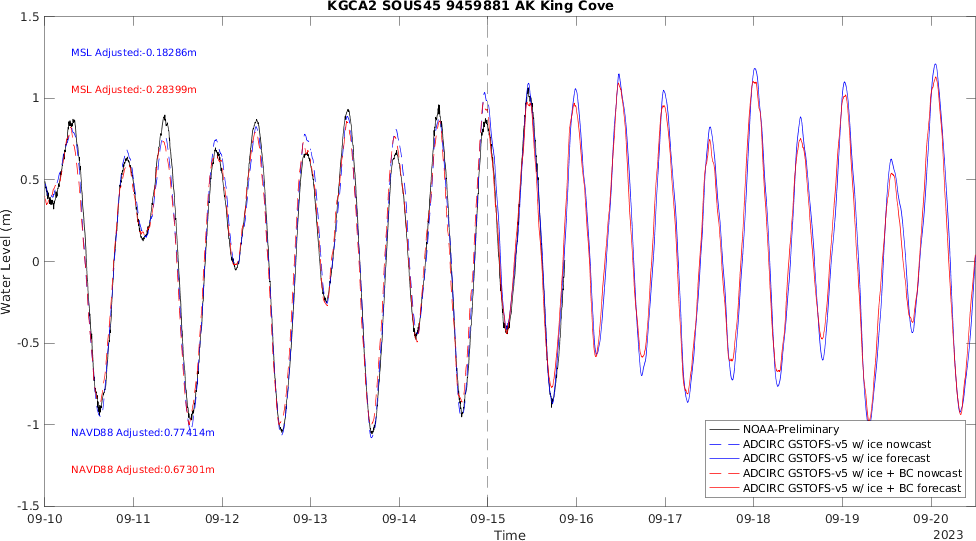 KGCA2 SOUS45 9459881 AK King Cove
1.5
MSL Adjusted:-0.18286m
MSL Adjusted:-0.28399m
1
0.5
0
-0.5
-1
-1.5
Water Level (m)
NAVD88 Adjusted:0.77414m
NAVD88 Adjusted:0.67301m
NOAA-Preliminary
ADCIRC GSTOFS-v5 w/ ice nowcast
ADCIRC GSTOFS-v5 w/ ice forecast
ADCIRC GSTOFS-v5 w/ ice + BC nowcast
ADCIRC GSTOFS-v5 w/ ice + BC forecast
09-10 09-11 09-12 09-13 09-14 09-15 09-16 09-17 09-18 09-19 09-20
Time
2023